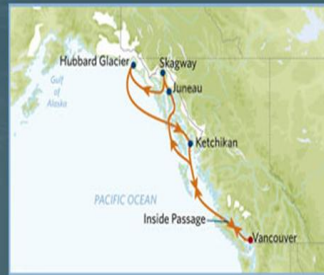 Hubbard Glacier
Skagway
Gulf
of
Alaska
Juneau
Ketchikan
PACIFIC OCEAN
Inside Passage
Vancouver